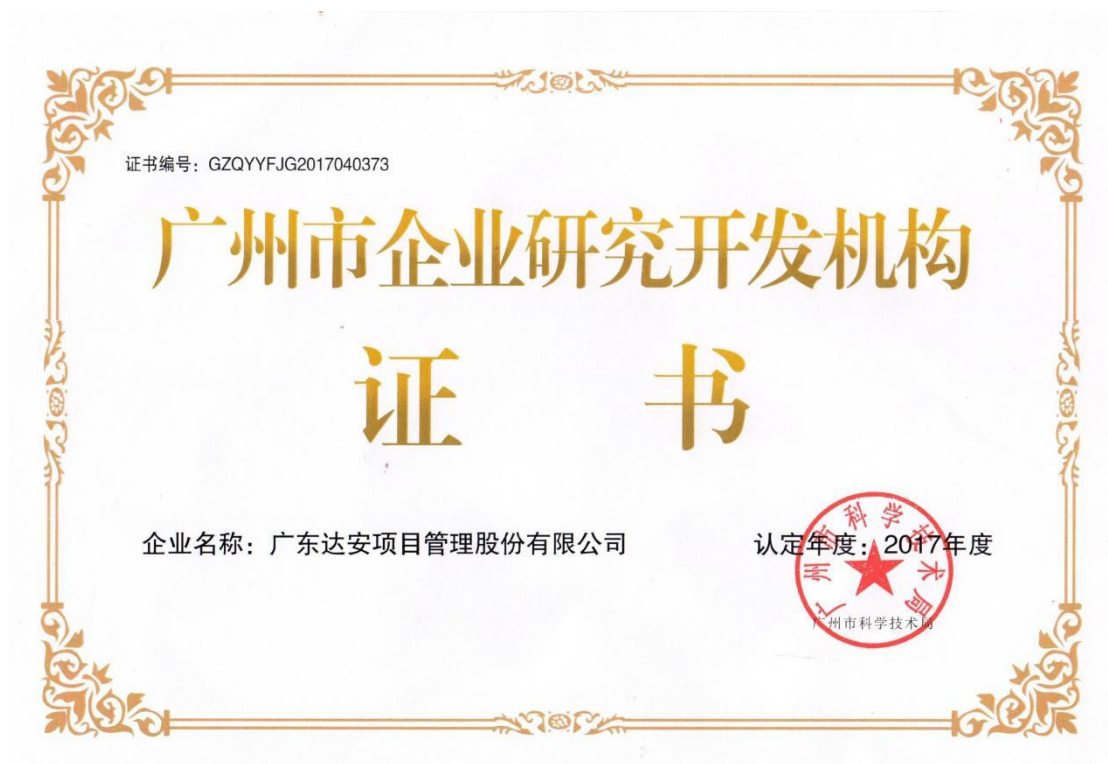 证书编号：GZQYYFJG2017040373
广州市企业研究开发机构
证 书
企业名称：广东达安项目管理股份有限公司
认定年度：2017年度
广州市科学技术局
广州市科学技术局